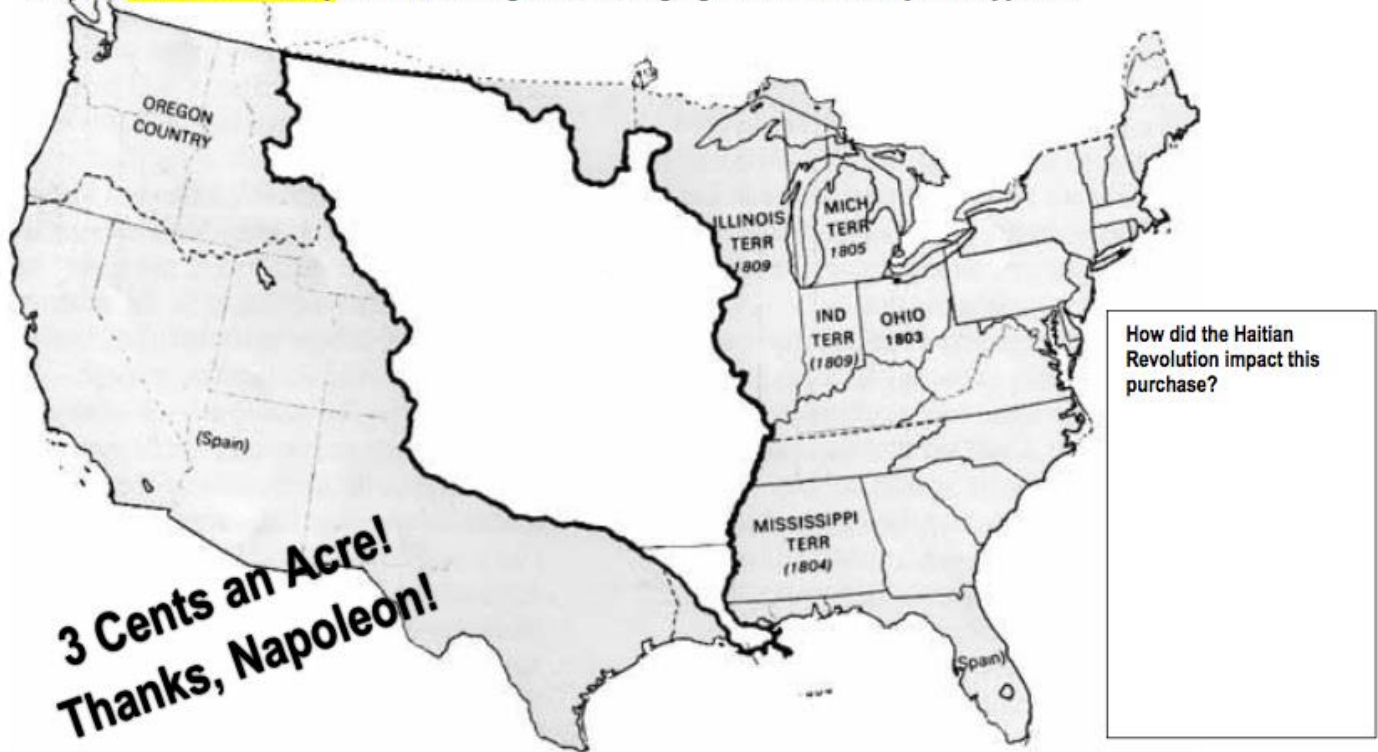 OREGON
COUNTRY
ILLINOIS
TERR
1809
MICH
TERR
1805
IND
TERR
(1809)
OHIO
1803
How did the Haitian
Revolution impact this
purchase?
(Spain)
MISSISSIPPI
TERR
(1804)
3 Cents an Acre!
Thanks, Napoleon!
(Spain)